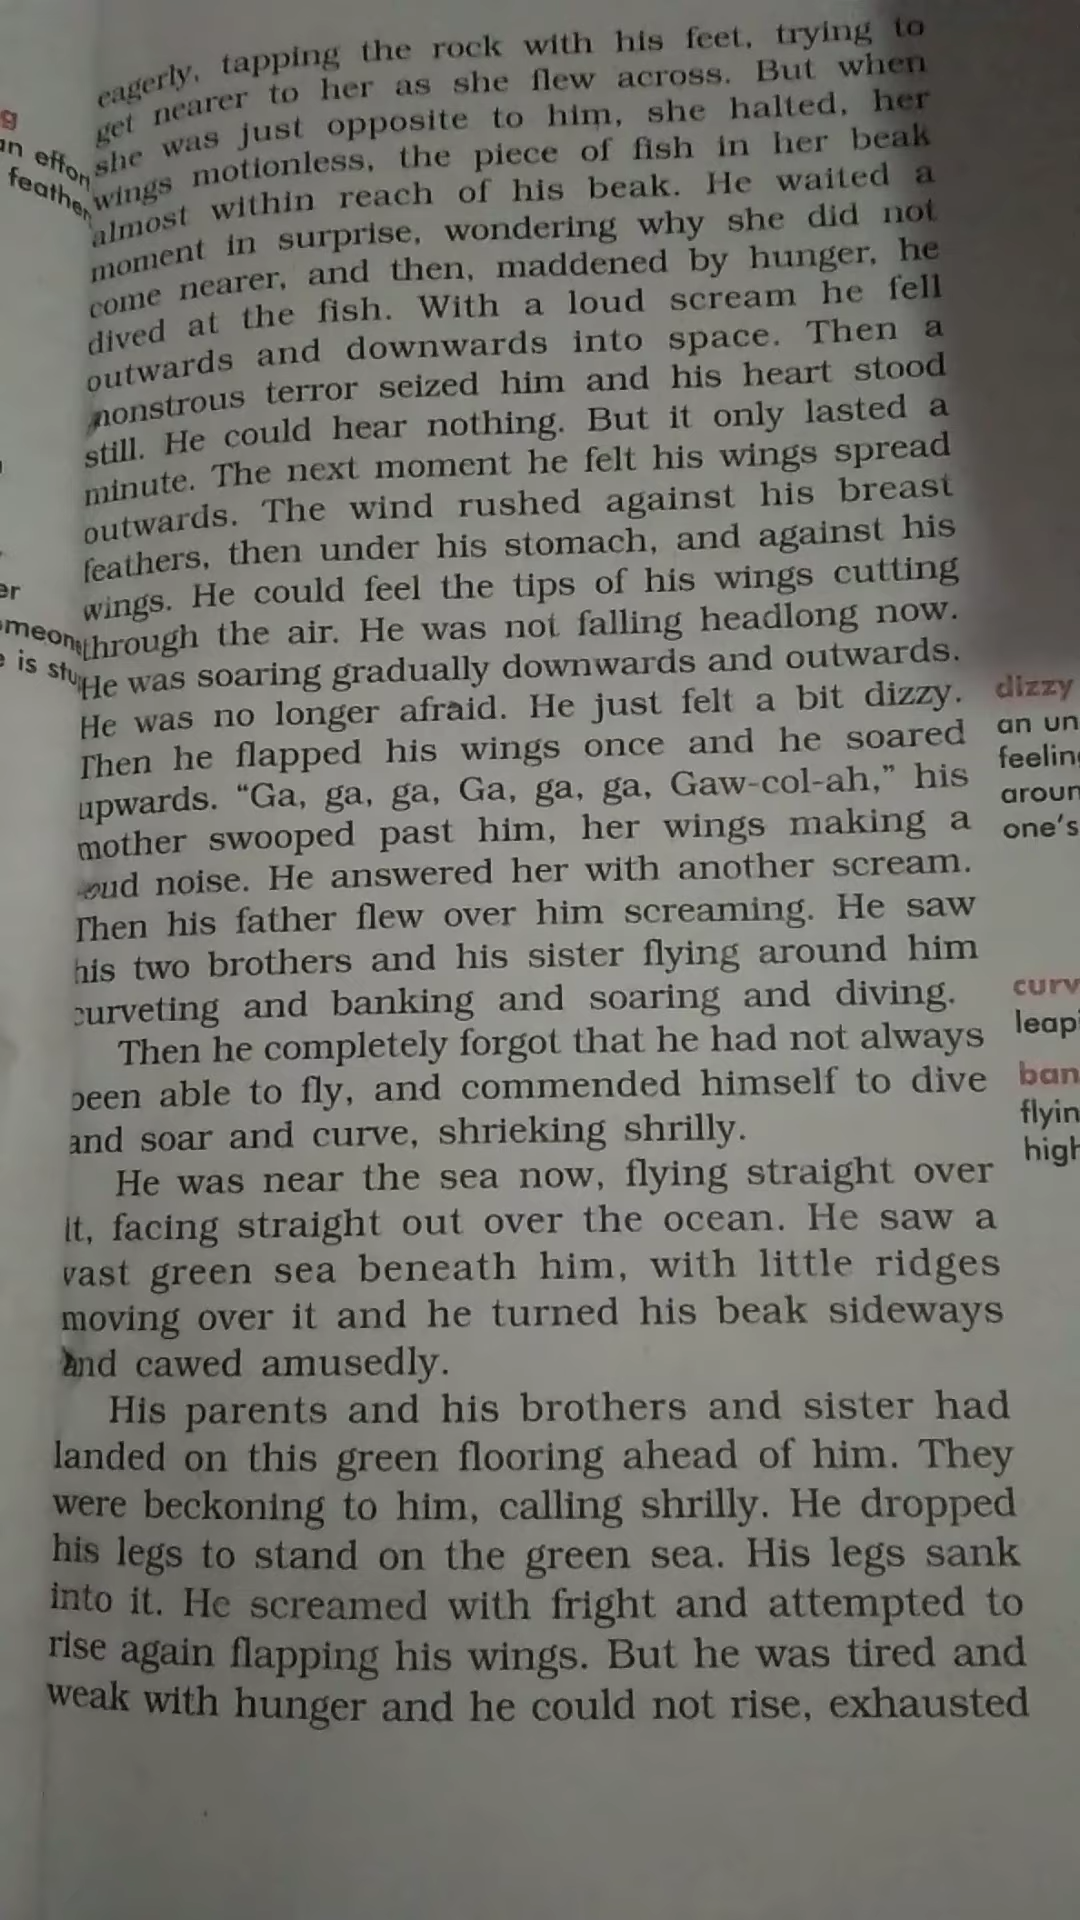 g
an effor
feather
er
meon
e is stu
eagerly, tapping the rock with his feet, trying to
get nearer to her as she flew across. But when
she was just opposite to him, she halted, her
wings motionless, the piece of fish in her beak
almost within reach of his beak. He waited a
moment in surprise, wondering why she did not
come nearer, and then, maddened by hunger, he
dived at the fish. With a loud scream he fell
outwards and downwards into space. Then a
monstrous terror seized him and his heart stood
still. He could hear nothing. But it only lasted a
minute. The next moment he felt his wings spread
outwards. The wind rushed against his breast
feathers, then under his stomach, and against his
wings. He could feel the tips of his wings cutting
through the air. He was not falling headlong now.
He was soaring gradually downwards and outwards.
He was no longer afraid. He just felt a bit dizzy.
Then he flapped his wings once and he soared
upwards. “Ga, ga, ga, Ga, ga, ga, Gaw-col-ah,” his
mother swooped past him, her wings making a
oud noise. He answered her with another scream.
Then his father flew over him screaming. He saw
his two brothers and his sister flying around him
curveting and banking and soaring and diving.
Then he completely forgot that he had not always
been able to fly, and commended himself to dive
and soar and curve, shrieking shrilly.
He was near the sea now, flying straight over
it, facing straight out over the ocean. He saw a
vast green sea beneath him, with little ridges
moving over it and he turned his beak sideways
and cawed amusedly.
His parents and his brothers and sister had
landed on this green flooring ahead of him. They
were beckoning to him, calling shrilly. He dropped
his legs to stand on the green sea. His legs sank
into it. He screamed with fright and attempted to
rise again flapping his wings. But he was tired and
weak with hunger and he could not rise, exhausted
dizzy
an un
feeling
aroun
one's
curv
leapi
ban
flyin
high